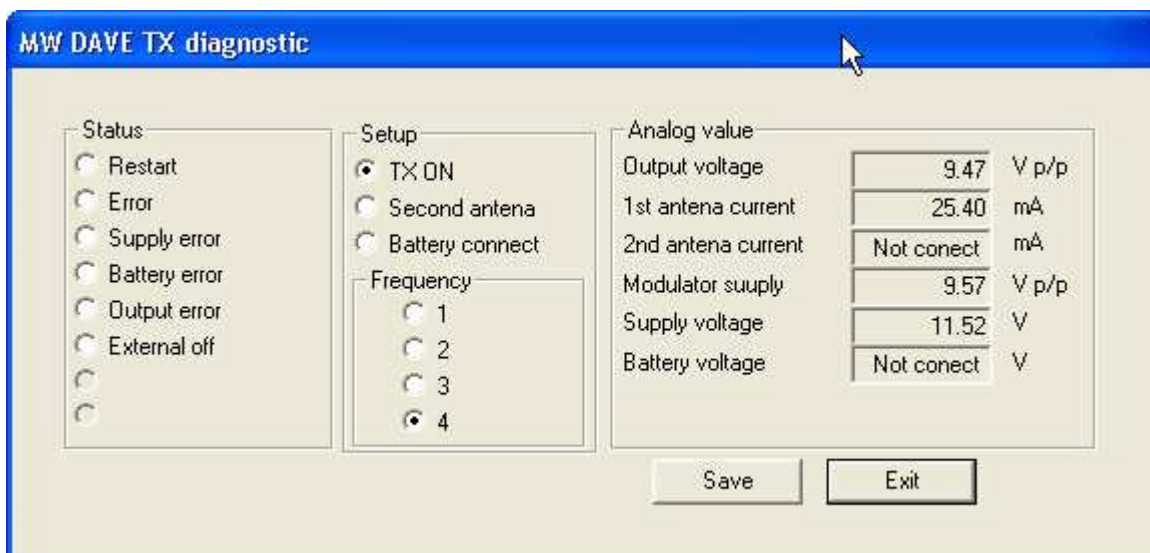 MW DAVE TX diagnostic
Status
Restart
Error
Supply error
Battery error
Output error
External off
Setup
TX ON
Second antena
Battery connect
Frequency
1
2
3
4
Analog value
Output voltage 9.47 V p/p
1st antena current 25.40 mA
2nd antena current Not conect mA
Modulator suuply 9.57 V p/p
Supply voltage 11.52 V
Battery voltage Not conect V
Save Exit